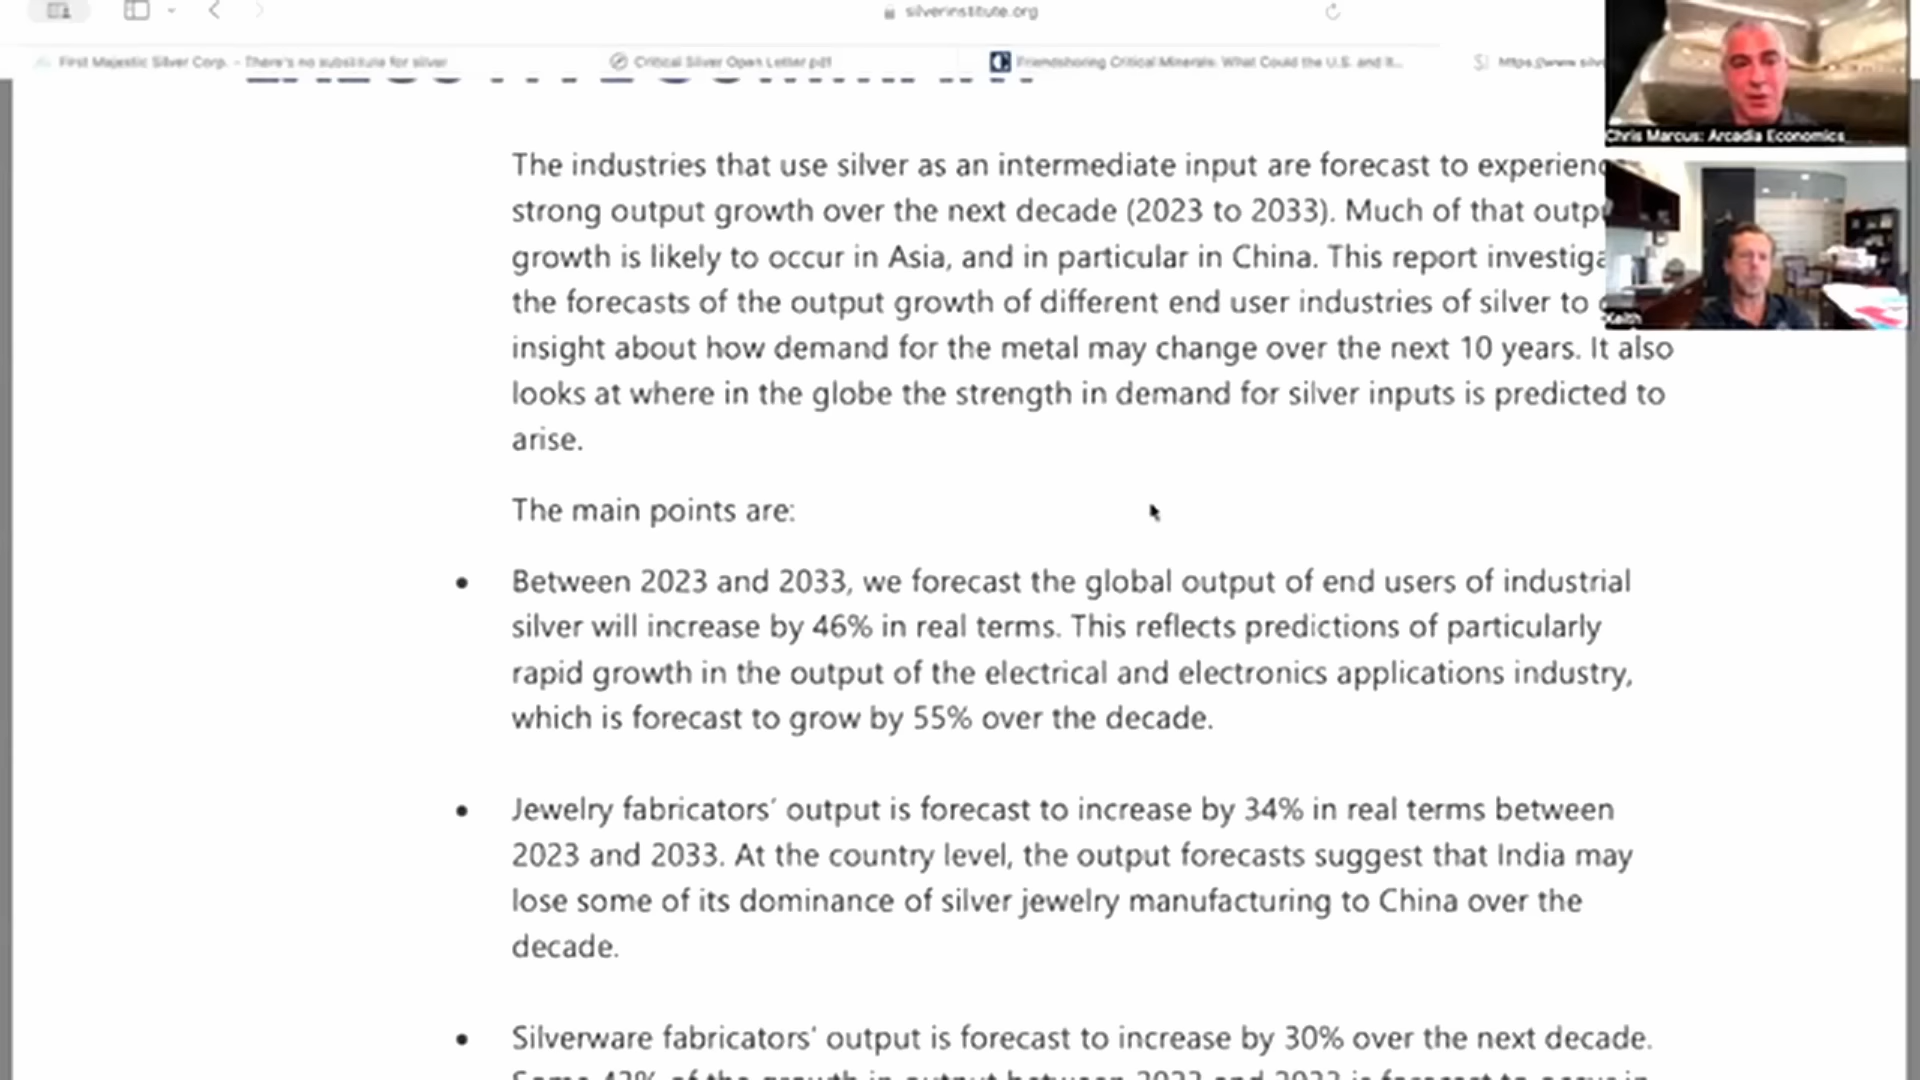 silverinstitute.org
First Majestic Silver Corp. - There's no substitute for silver
Critical Silver Open Letter.pdf
Friendshoring Critical Minerals: What Could the U.S. and It...
Chris Marcus: Arcadia Economics
Keith
The industries that use silver as an intermediate input are forecast to
strong output growth over the next decade (2023 to 2033). Much of that
growth is likely to occur in Asia, and in particular in China. This report
the forecasts of the output growth of different end user industries of silver to
insight about how demand for the metal may change over the next 10 years. It also
looks at where in the globe the strength in demand for silver inputs is predicted to
arise.
The main points are:
• Between 2023 and 2033, we forecast the global output of end users of industrial
silver will increase by 46% in real terms. This reflects predictions of particularly
rapid growth in the output of the electrical and electronics applications industry,
which is forecast to grow by 55% over the decade.
• Jewelry fabricators' output is forecast to increase by 34% in real terms between
2023 and 2033. At the country level, the output forecasts suggest that India may
lose some of its dominance of silver jewelry manufacturing to China over the
decade.
• Silverware fabricators' output is forecast to increase by 30% over the next decade.